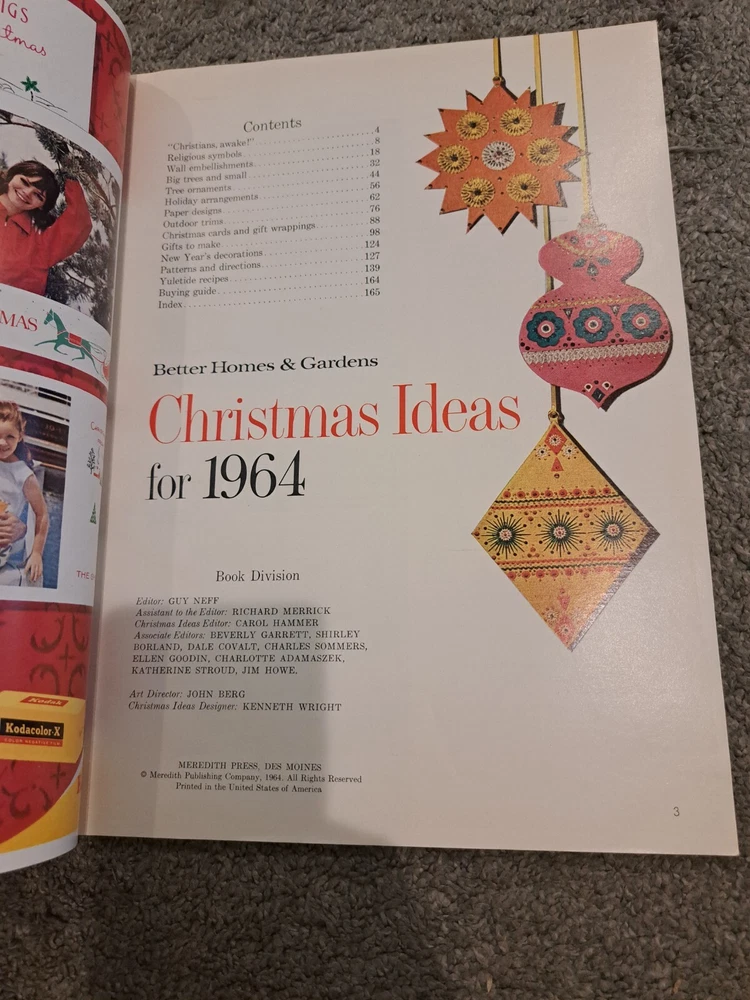 IGS
tmas
MAS
THE
Kodak
Kodacolor-X
COLOR NEGATIVE FILM
Contents
"Christians, awake!" 4
Religious symbols 8
Wall embellishments 18
Big trees and small 32
Tree ornaments 44
Holiday arrangements 56
Paper designs 62
Outdoor trims 76
Christmas cards and gift wrappings 88
Gifts to make 98
New Year's decorations 124
Patterns and directions 127
Yuletide recipes 139
Buying guide 164
Index 165
Better Homes & Gardens
Christmas Ideas
for 1964
Book Division
Editor: GUY NEFF
Assistant to the Editor: RICHARD MERRICK
Christmas Ideas Editor: CAROL HAMMER
Associate Editors: BEVERLY GARRETT, SHIRLEY
BORLAND, DALE COVALT, CHARLES SOMMERS,
ELLEN GOODIN, CHARLOTTE ADAMASZEK,
KATHERINE STROUD, JIM HOWE.
Art Director: JOHN BERG
Christmas Ideas Designer: KENNETH WRIGHT
MEREDITH PRESS, DES MOINES
© Meredith Publishing Company, 1964. All Rights Reserved
Printed in the United States of America
3